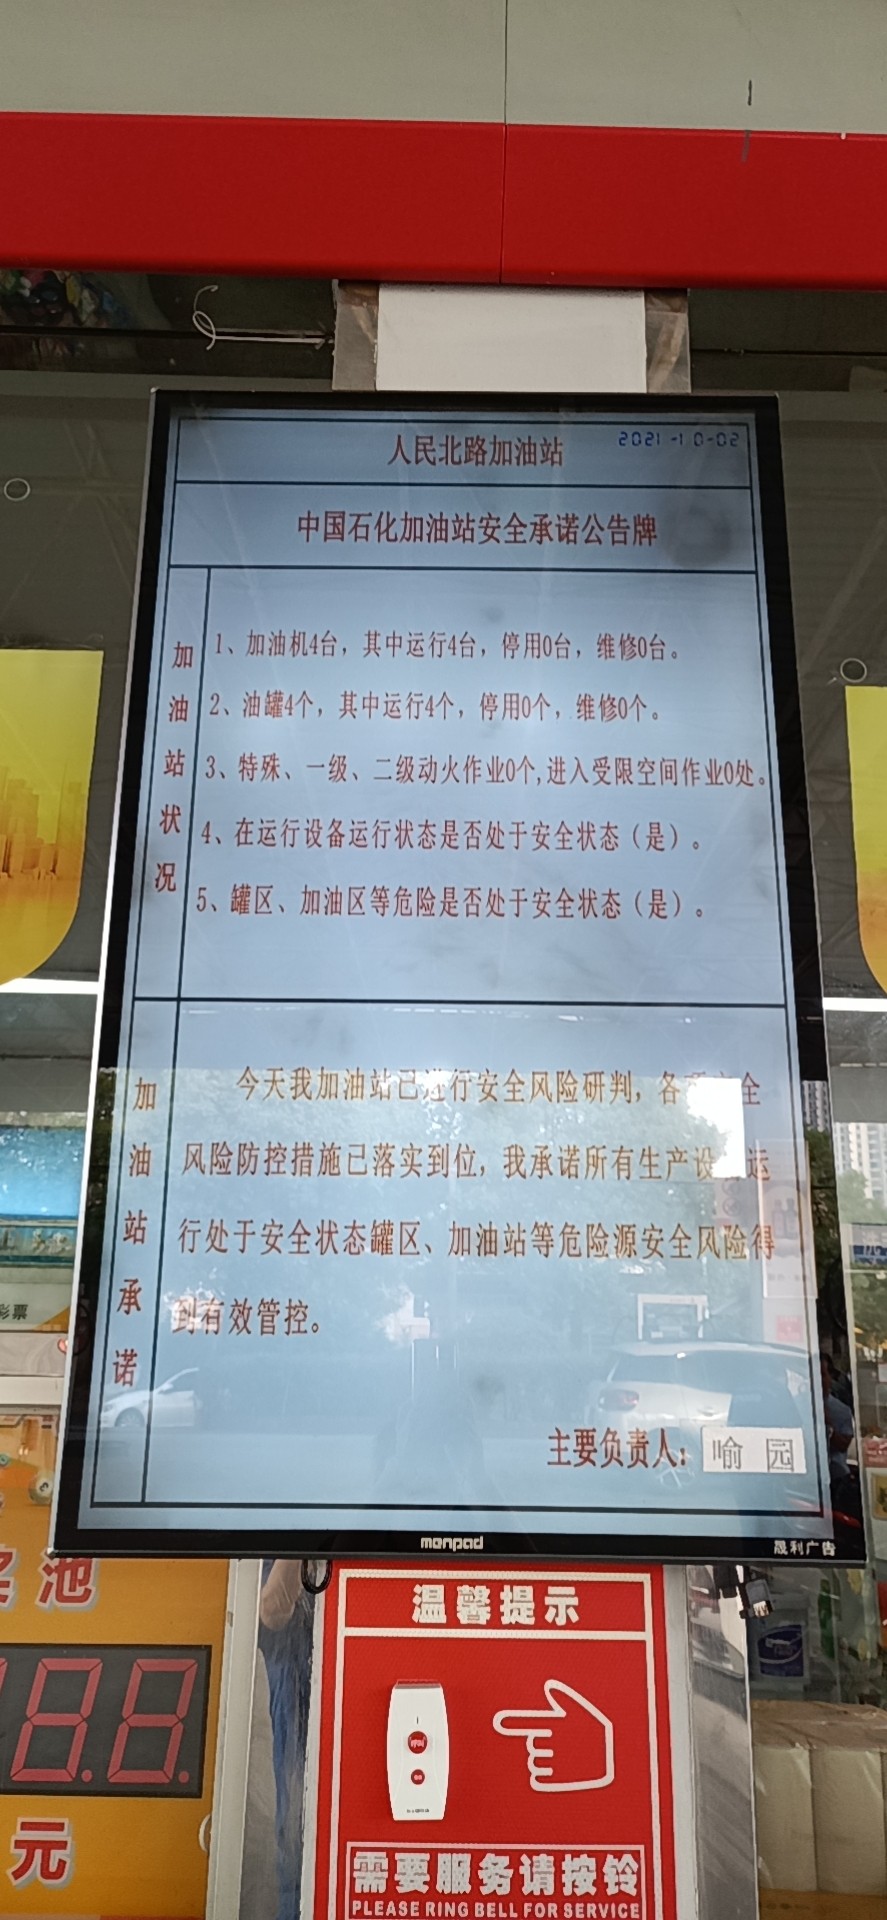 人民北路加油站
2021-10-02
中国石化加油站安全承诺公告牌
加油站状况
1、加油机4台，其中运行4台，停用0台，维修0台。
2、油罐4个，其中运行4个，停用0个，维修0个。
3、特殊、一级、二级动火作业0个,进入受限空间作业0处。
4、在运行设备运行状态是否处于安全状态（是）。
5、罐区、加油区等危险是否处于安全状态（是）。
加油站承诺
今天我加油站已进行安全风险研判，各 安全
风险防控措施已落实到位，我承诺所有生产设 运
行处于安全状态罐区、加油站等危险源安全风险得
到有效管控。
主要负责人：喻 园
monpad
晟利广告
彩票
奖池
8.8.
元
温馨提示
需要服务请按铃
PLEASE RING BELL FOR SERVICE